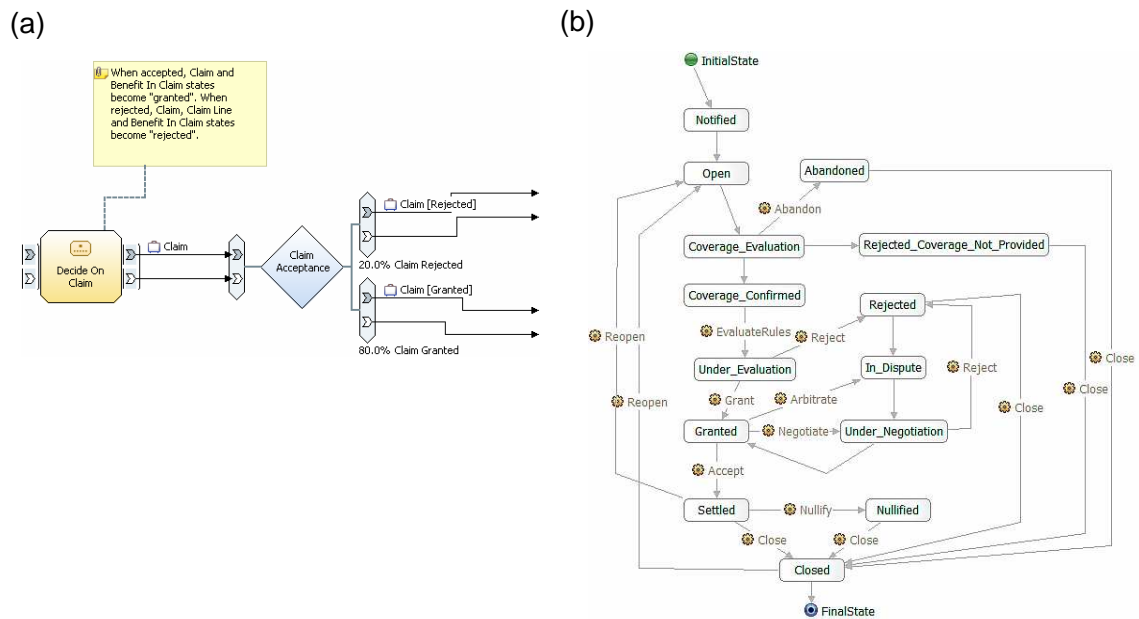 (a)
When accepted, Claim and
Benefit In Claim states
become "granted". When
rejected, Claim, Claim Line
and Benefit In Claim states
become "rejected".
Decide On
Claim
Claim
Claim
Acceptance
Claim [Rejected]
20.0% Claim Rejected
Claim [Granted]
80.0% Claim Granted
(b)
InitialState
Notified
Open
Abandoned
Abandon
Coverage_Evaluation
Rejected_Coverage_Not_Provided
Coverage_Confirmed
Rejected
Reopen
EvaluateRules
Reject
Under_Evaluation
In_Dispute
Reject
Close
Close
Reopen
Grant
Arbitrate
Close
Granted
Negotiate
Under_Negotiation
Accept
Settled
Nullify
Nullified
Close
Close
Closed
FinalState